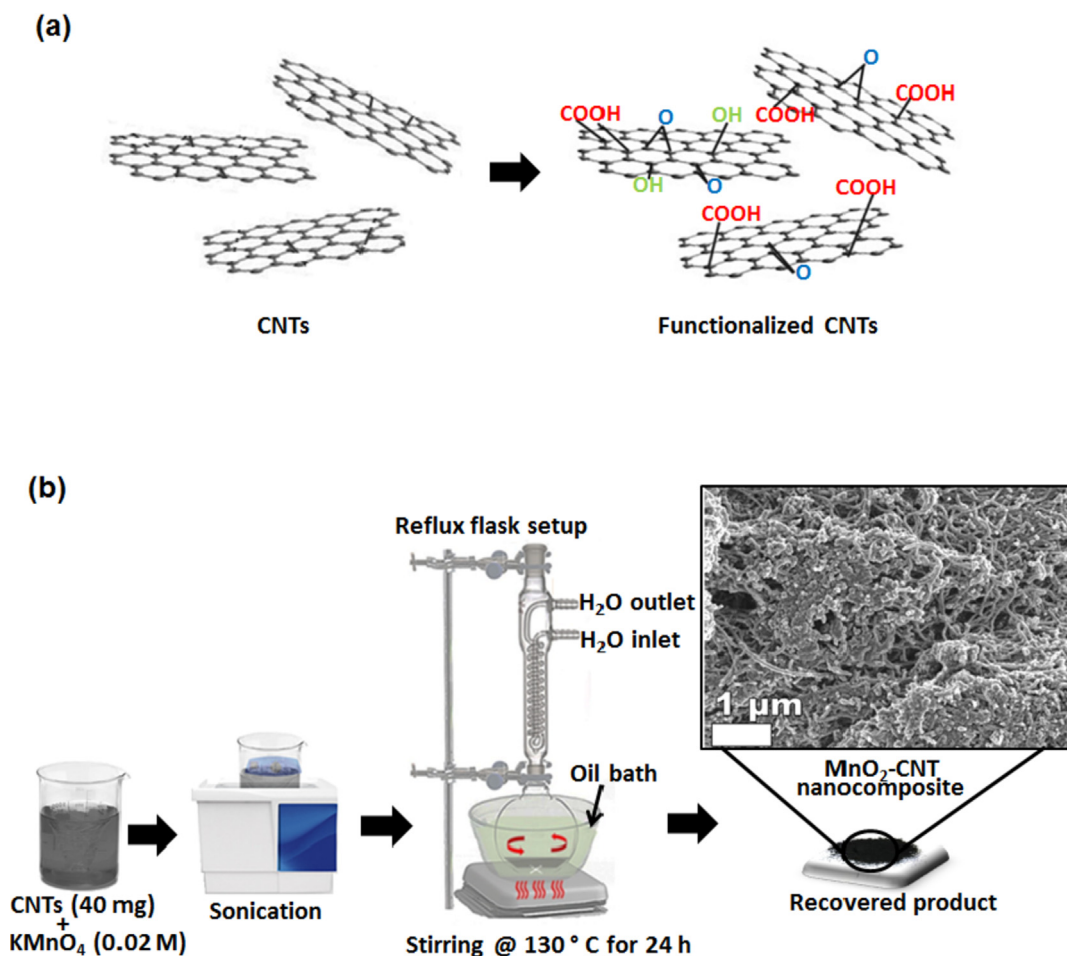 (a)
O
COOH
COOH
COOH
O
OH
OH
O
COOH
COOH
O
CNTs
Functionalized CNTs
(b)
Reflux flask setup
H₂O outlet
H₂O inlet
1 µm
Oil bath
MnO₂-CNT
nanocomposite
CNTs (40 mg)
+
KMnO₄ (0.02 M)
Sonication
Stirring @ 130 ° C for 24 h
Recovered product